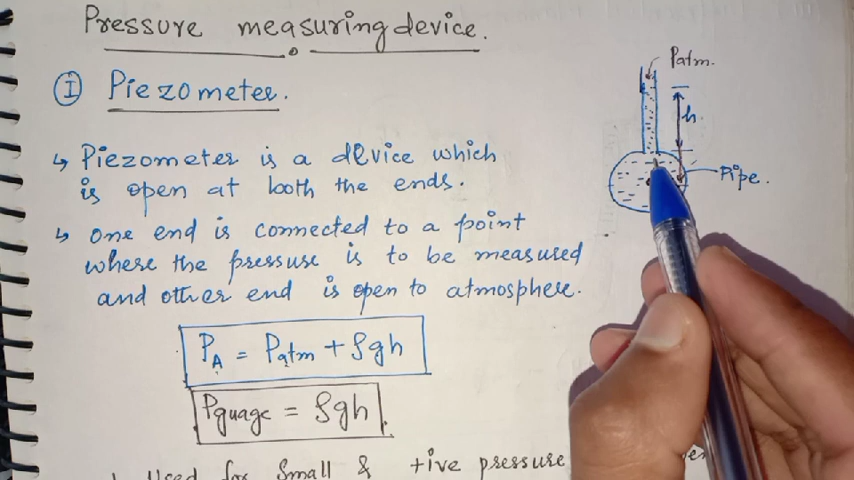 Pressure measuring device.
I Piezometer.
↳ Piezometer is a device which
is open at both the ends.
↳ One end is connected to a point
where the pressuse is to be measured
and other end is open to atmosphere.
P_A = Patm + ρgh
Pguage = ρgh
Used for small & +ive pressure
Patm.
h.
Pipe.